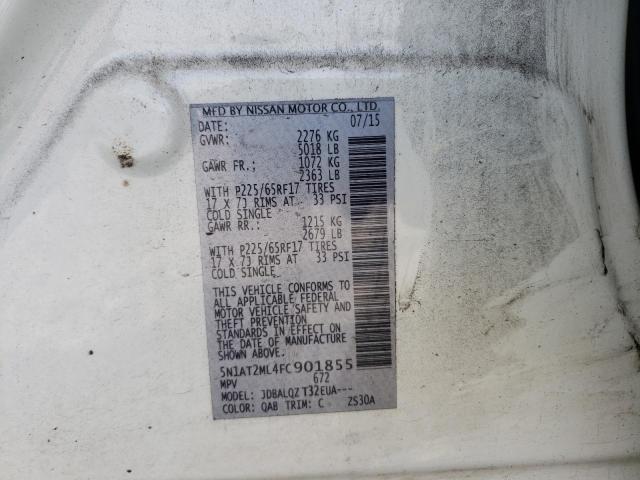 MFD BY NISSAN MOTOR CO., LTD.
DATE: 07/15
GVWR: 2276 KG
5018 LB
GAWR FR.: 1072 KG
2363 LB
WITH P225/65RF17 TIRES
17 X 7J RIMS AT 33 PSI
COLD SINGLE
GAWR RR.: 1215 KG
2679 LB
WITH P225/65RF17 TIRES
17 X 7J RIMS AT 33 PSI
COLD SINGLE
THIS VEHICLE CONFORMS TO
ALL APPLICABLE FEDERAL
MOTOR VEHICLE SAFETY AND
THEFT PREVENTION
STANDARDS IN EFFECT ON
THE DATE OF MANUFACTURE
SHOWN ABOVE.
5N1AT2ML4FC901855
MPV 672
MODEL: JDBALQZ T32EUA---
COLOR: QAB TRIM: C ZS30A